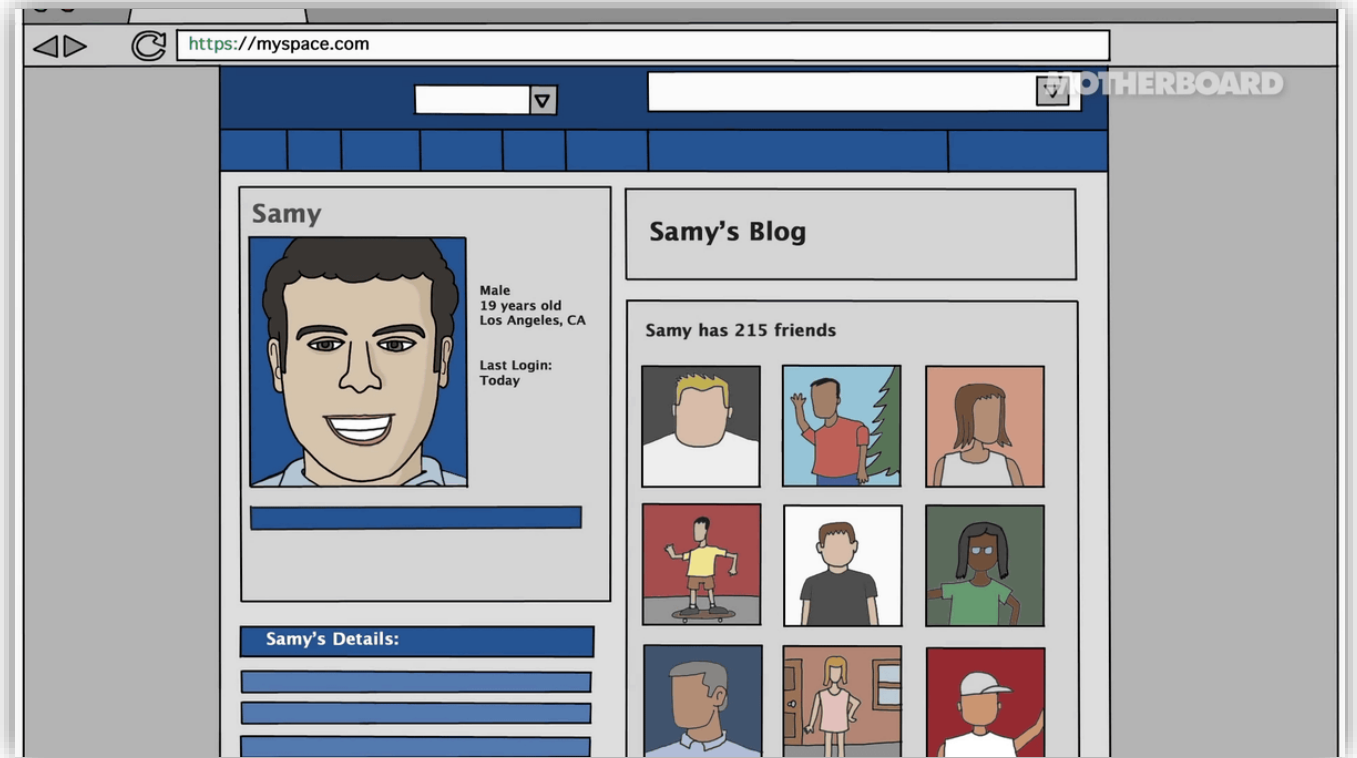 https://myspace.com
MOTHERBOARD
Samy
Male
19 years old
Los Angeles, CA
Last Login:
Today
Samy's Details:
Samy’s Blog
Samy has 215 friends